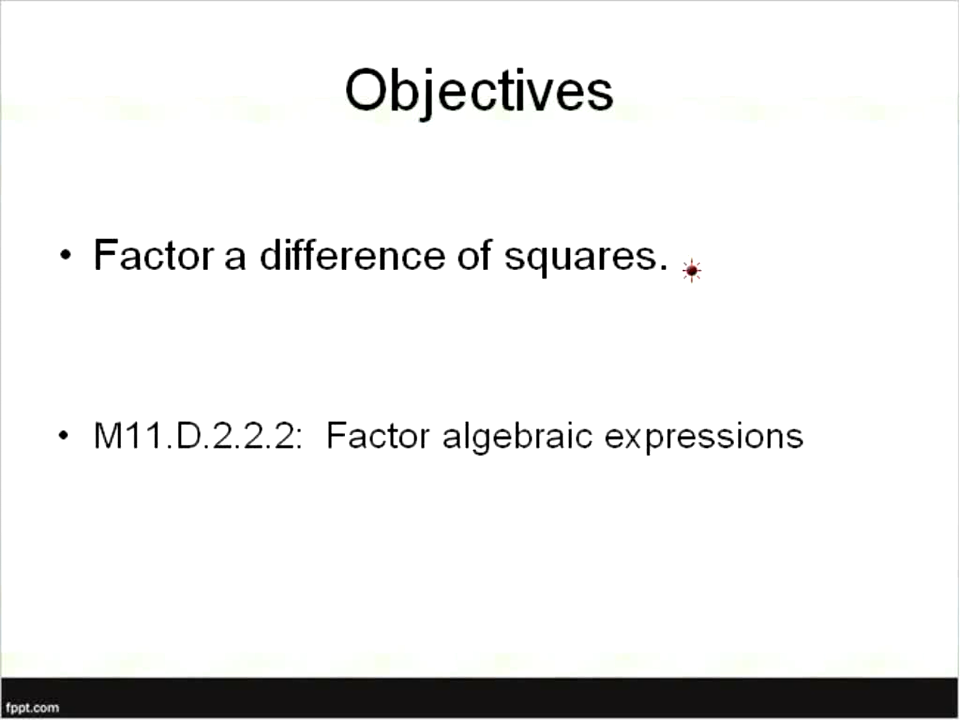 Objectives
• Factor a difference of squares.
• M11.D.2.2.2: Factor algebraic expressions
fppt.com